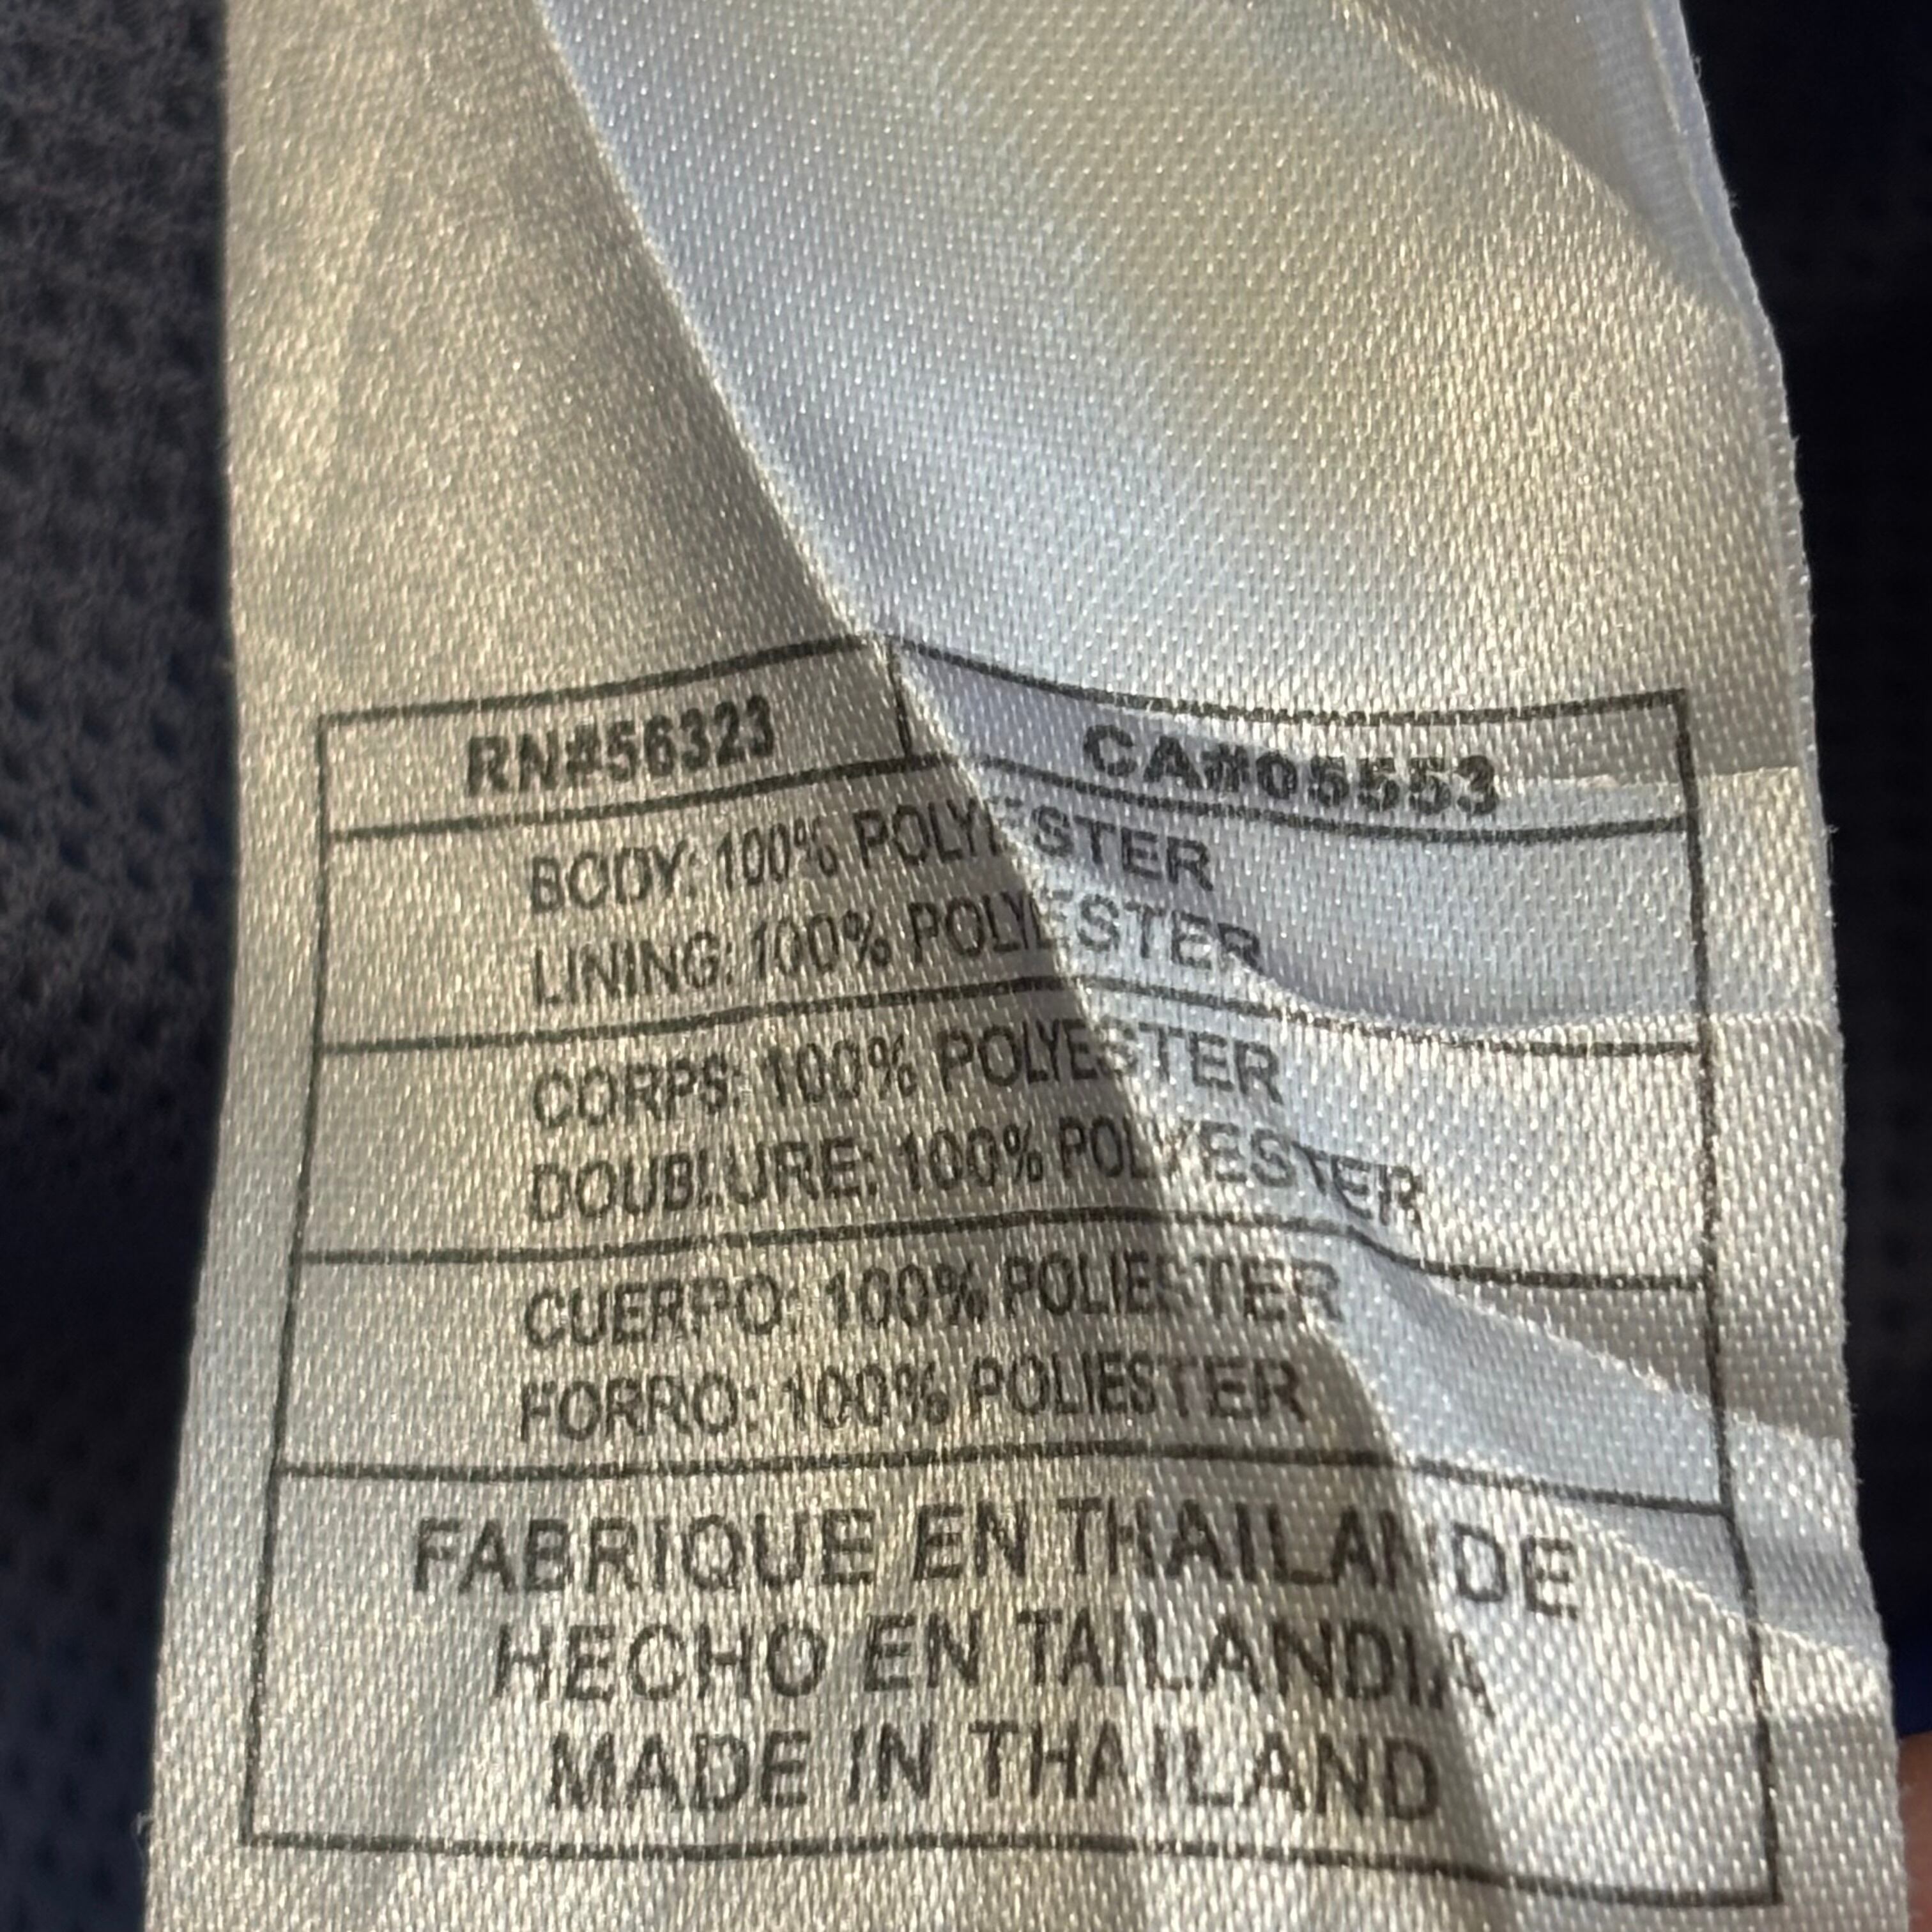 RN#56323 CA#05553
BODY: 100% POLYESTER
LINING: 100% POLYESTER
CORPS: 100% POLYESTER
DOUBLURE: 100% POLYESTER
CUERPO: 100% POLIESTER
FORRO: 100% POLIESTER
FABRIQUE EN THAILANDE
HECHO EN TAILANDIA
MADE IN THAILAND